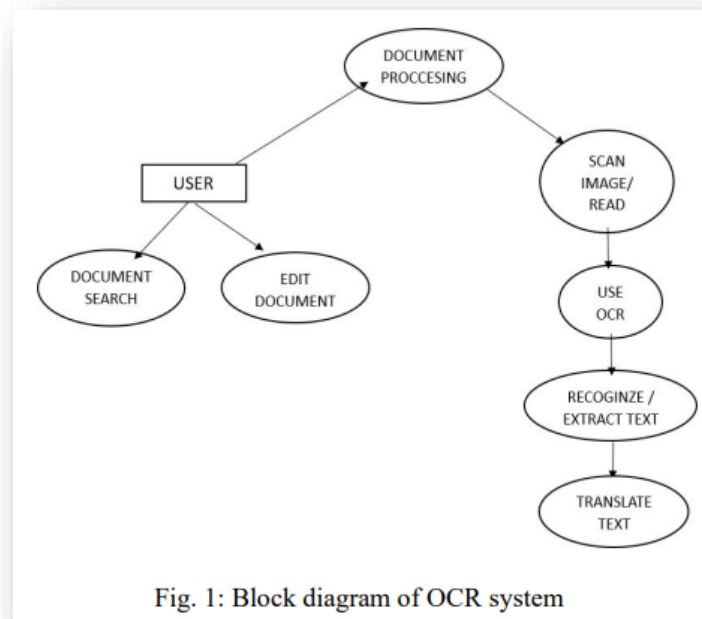 DOCUMENT
PROCCESING
SCAN
IMAGE/
READ
USER
DOCUMENT
SEARCH
EDIT
DOCUMENT
USE
OCR
RECOGINZE /
EXTRACT TEXT
TRANSLATE
TEXT
Fig. 1: Block diagram of OCR system